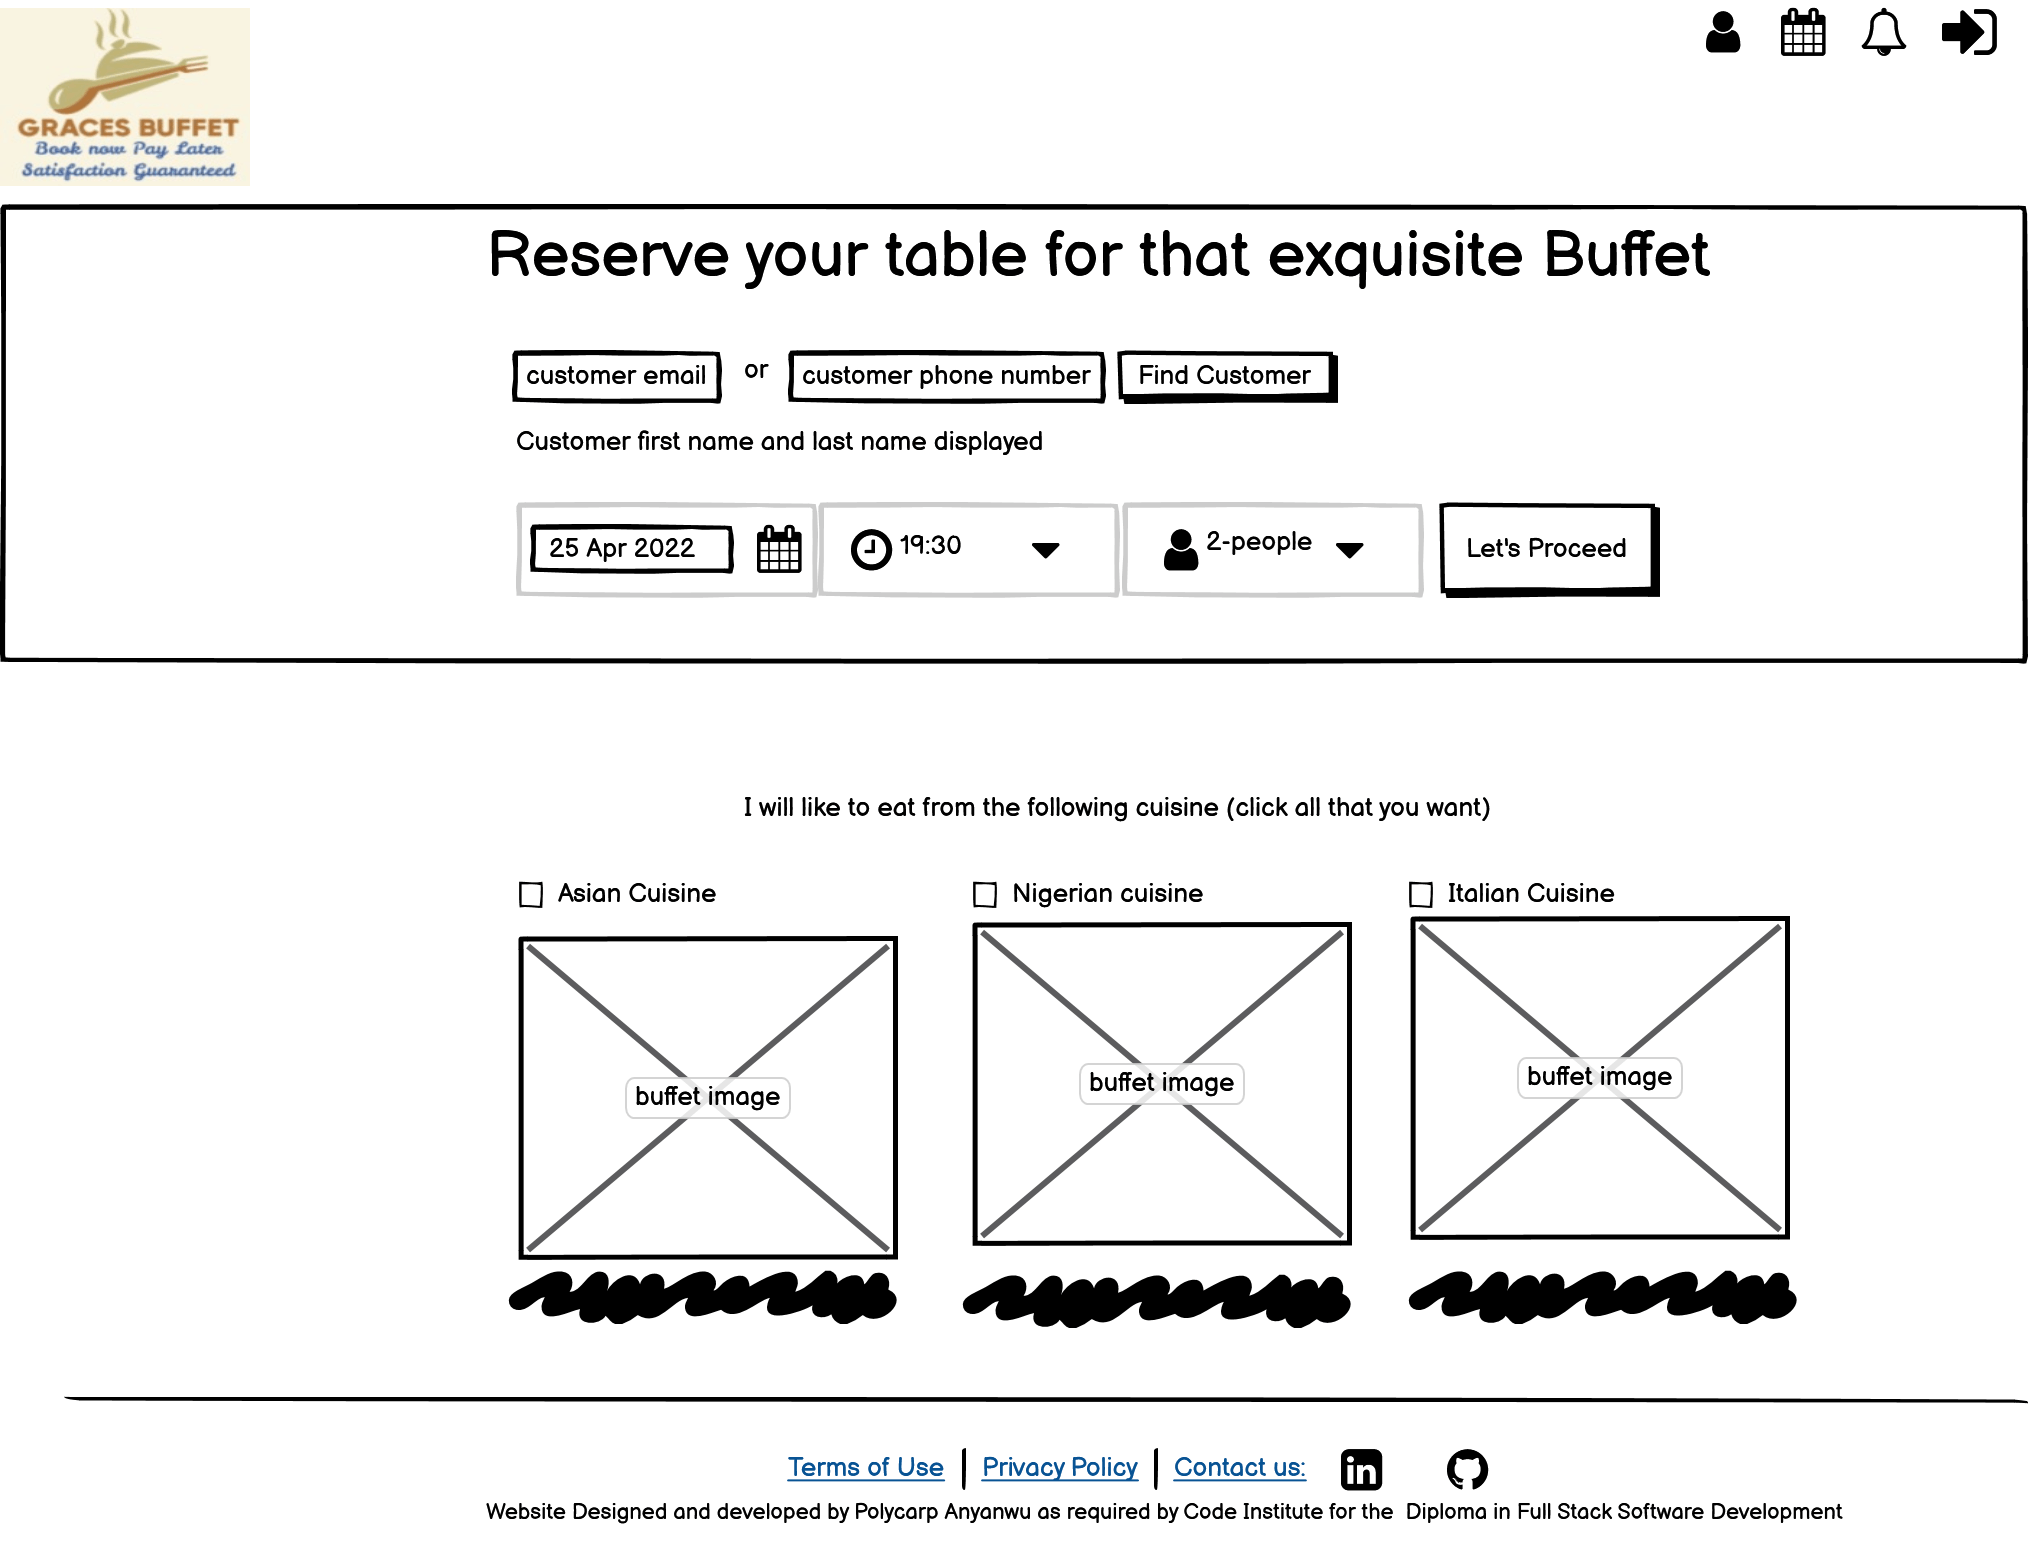 GRACES BUFFET
Book now Pay Later
Satisfaction Guaranteed
Reserve your table for that exquisite Buffet
customer email or customer phone number Find Customer
Customer first name and last name displayed
25 Apr 2022 19:30 2-people Let's Proceed
I will like to eat from the following cuisine (click all that you want)
Asian Cuisine Nigerian cuisine Italian Cuisine
buffet image buffet image buffet image
Terms of Use | Privacy Policy | Contact us: in
Website Designed and developed by Polycarp Anyanwu as required by Code Institute for the Diploma in Full Stack Software Development